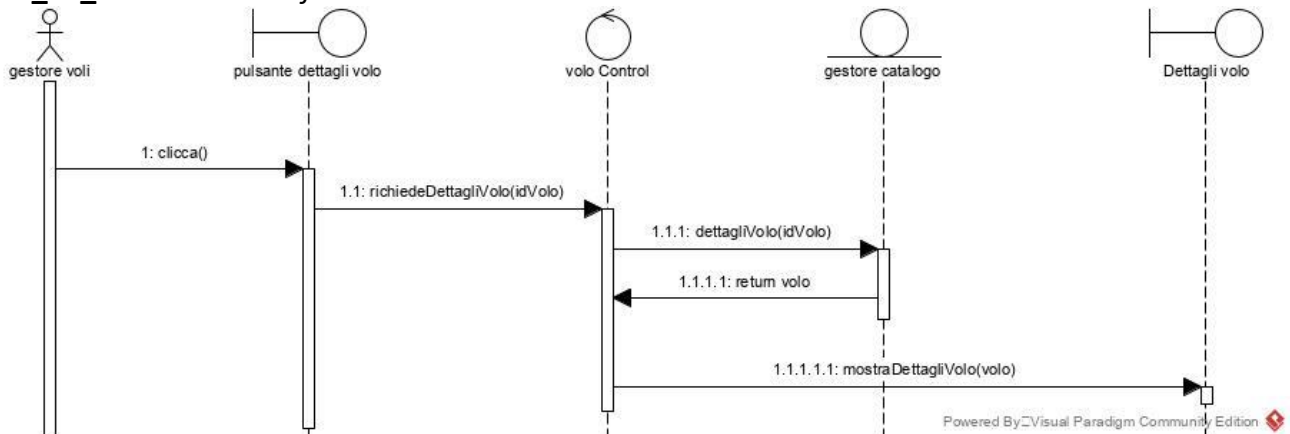 gestore voli
pulsante dettagli volo
volo Control
gestore catalogo
Dettagli volo
1: clicca()
1.1: richiedeDettagliVolo(idVolo)
1.1.1: dettagliVolo(idVolo)
1.1.1.1: return volo
1.1.1.1.1: mostraDettagliVolo(volo)
Powered By Visual Paradigm Community Edition